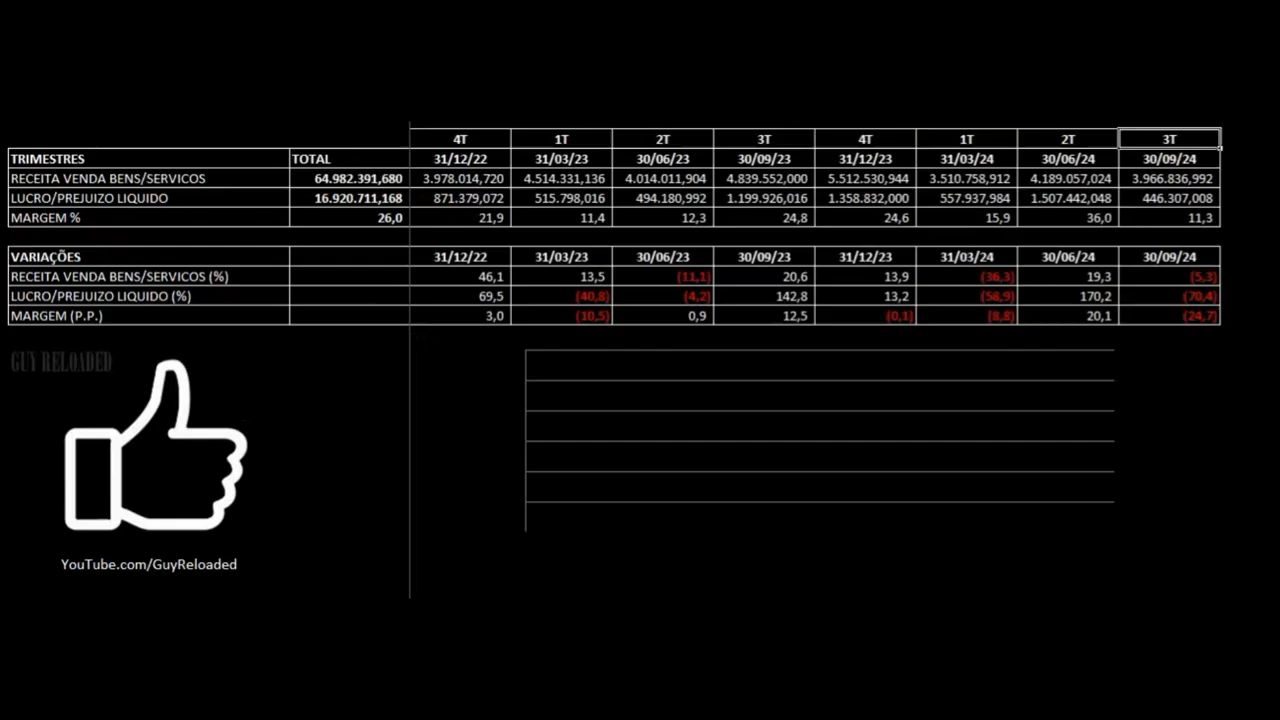 4T 1T 2T 3T 4T 1T 2T 3T
TRIMESTRES TOTAL 31/12/22 31/03/23 30/06/23 30/09/23 31/12/23 31/03/24 30/06/24 30/09/24
RECEITA VENDA BENS/SERVICOS 64.982.391,680 3.978.014,720 4.514.331,136 4.014.011,904 4.839.552,000 5.512.530,944 3.510.758,912 4.189.057,024 3.966.836,992
LUCRO/PREJUIZO LIQUIDO 16.920.711,168 871.379,072 515.798,016 494.180,992 1.199.926,016 1.358.832,000 557.937,984 1.507.442,048 446.307,008
MARGEM % 26,0 21,9 11,4 12,3 24,8 24,6 15,9 36,0 11,3
VARIAÇÕES 31/12/22 31/03/23 30/06/23 30/09/23 31/12/23 31/03/24 30/06/24 30/09/24
RECEITA VENDA BENS/SERVICOS (%) 46,1 13,5 (11,1) 20,6 13,9 (36,3) 19,3 (5,3)
LUCRO/PREJUIZO LIQUIDO (%) 69,5 (40,8) (4,2) 142,8 13,2 (58,9) 170,2 (70,4)
MARGEM (P.P.) 3,0 (10,5) 0,9 12,5 (0,1) (8,8) 20,1 (24,7)
GUY RELOADED
YouTube.com/GuyReloaded